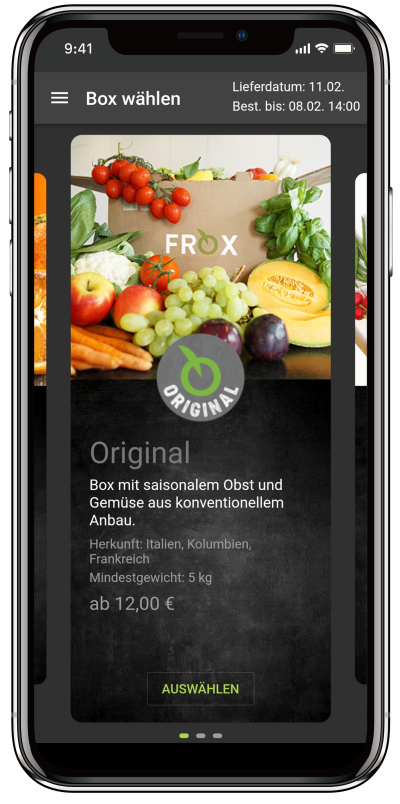 9:41
Box wählen
Lieferdatum: 11.02.
Best. bis: 08.02. 14:00
FROX
ORIGINAL
Original
Box mit saisonalem Obst und
Gemüse aus konventionellem
Anbau.
Herkunft: Italien, Kolumbien,
Frankreich
Mindestgewicht: 5 kg
ab 12,00 €
AUSWÄHLEN